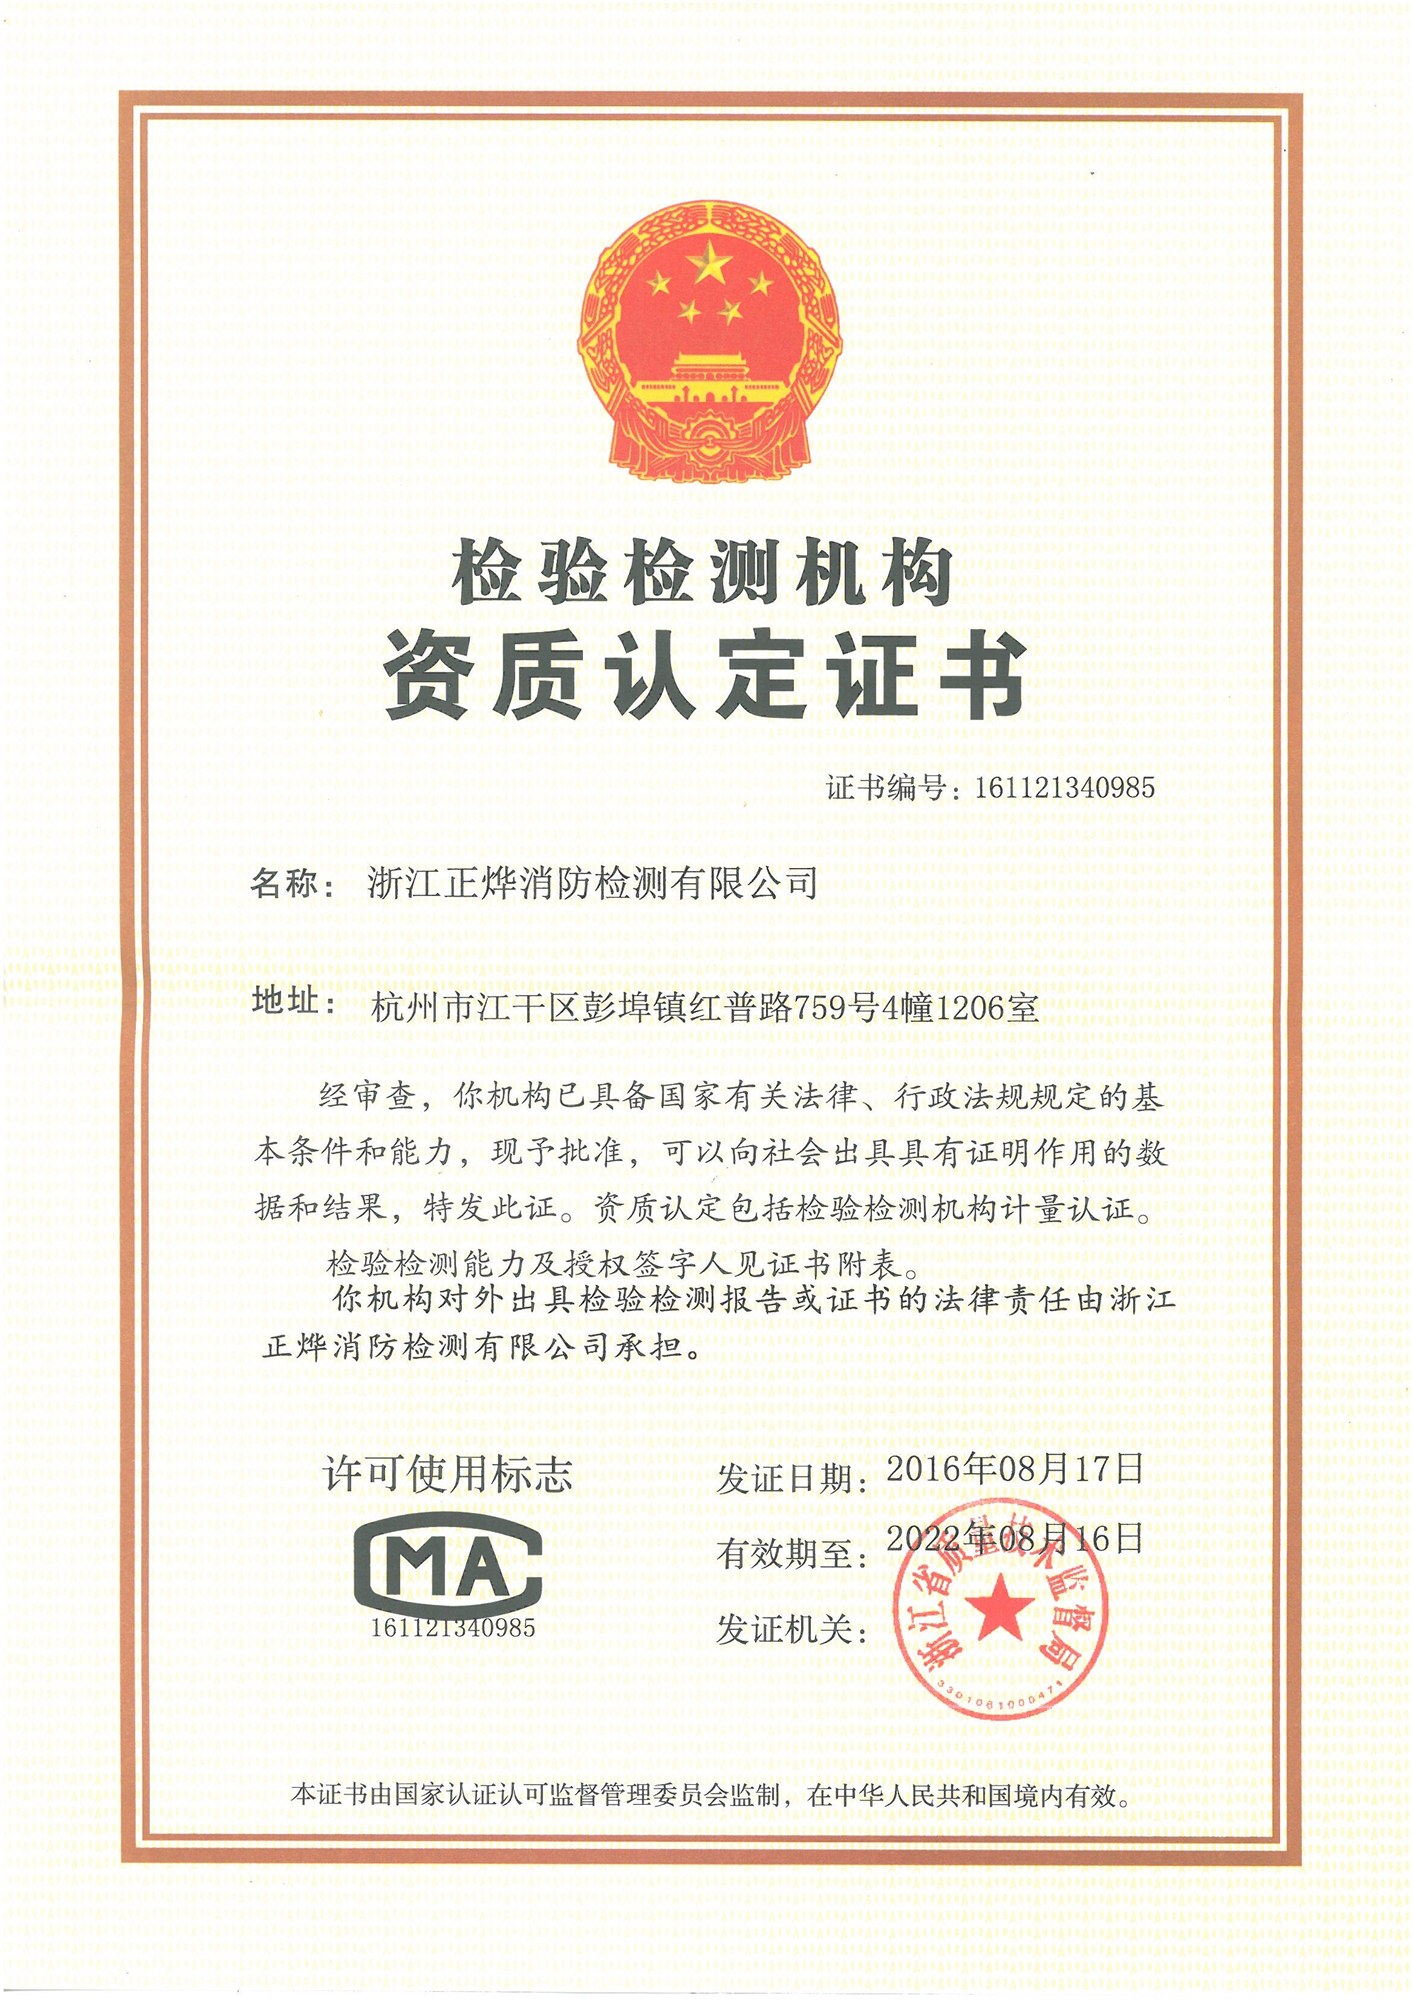 检验检测机构
资质认定证书
证书编号：161121340985
名称：浙江正烨消防检测有限公司
地址：杭州市江干区彭埠镇红普路759号4幢1206室
经审查，你机构已具备国家有关法律、行政法规规定的基
本条件和能力，现予批准，可以向社会出具具有证明作用的数
据和结果，特发此证。资质认定包括检验检测机构计量认证。
检验检测能力及授权签字人见证书附表。
你机构对外出具检验检测报告或证书的法律责任由浙江
正烨消防检测有限公司承担。
许可使用标志
MA
161121340985
发证日期：2016年08月17日
有效期至：2022年08月16日
发证机关：
浙江省质量技术监督局
3301061000471
本证书由国家认证认可监督管理委员会监制，在中华人民共和国境内有效。